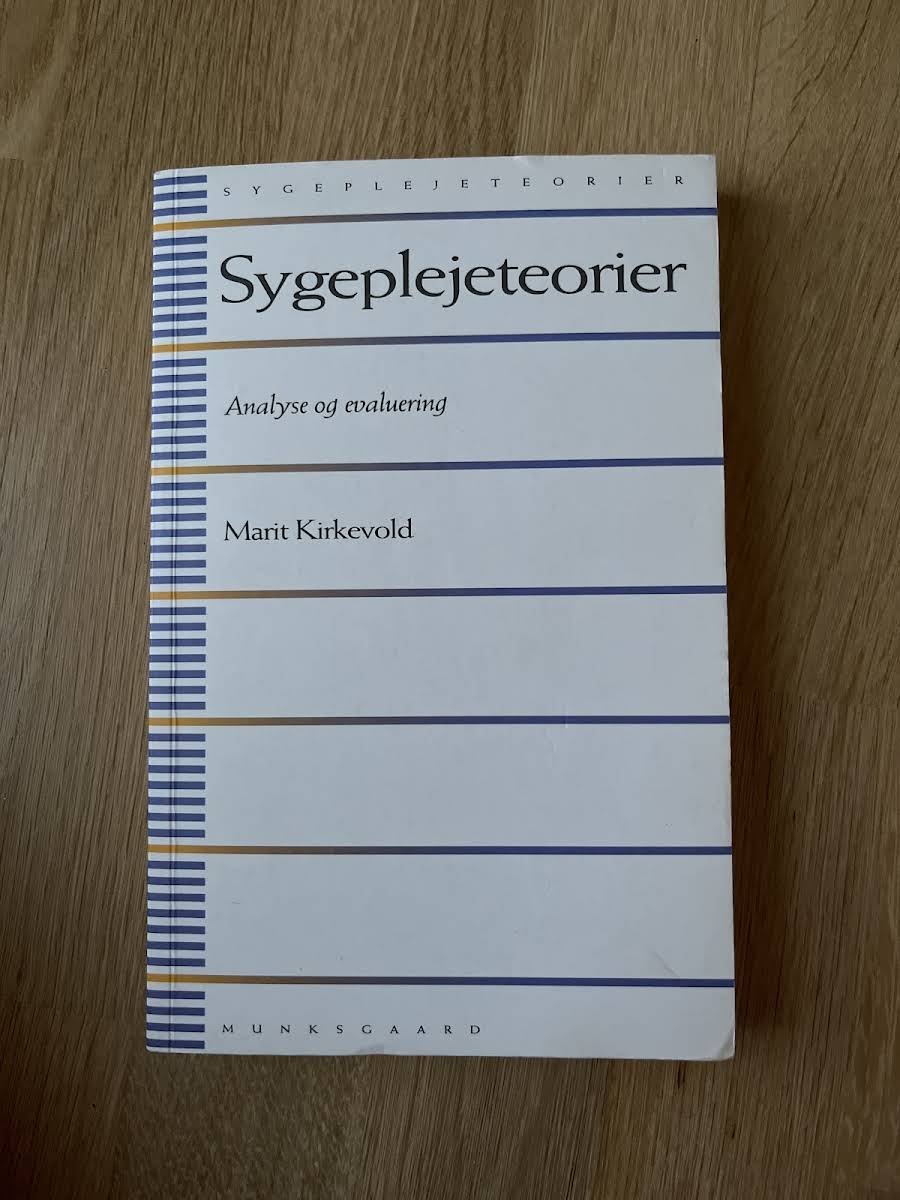 SYGEPLEJETEORIER
Sygeplejeteorier
Analyse og evaluering
Marit Kirkevold
MUNKSGAARD